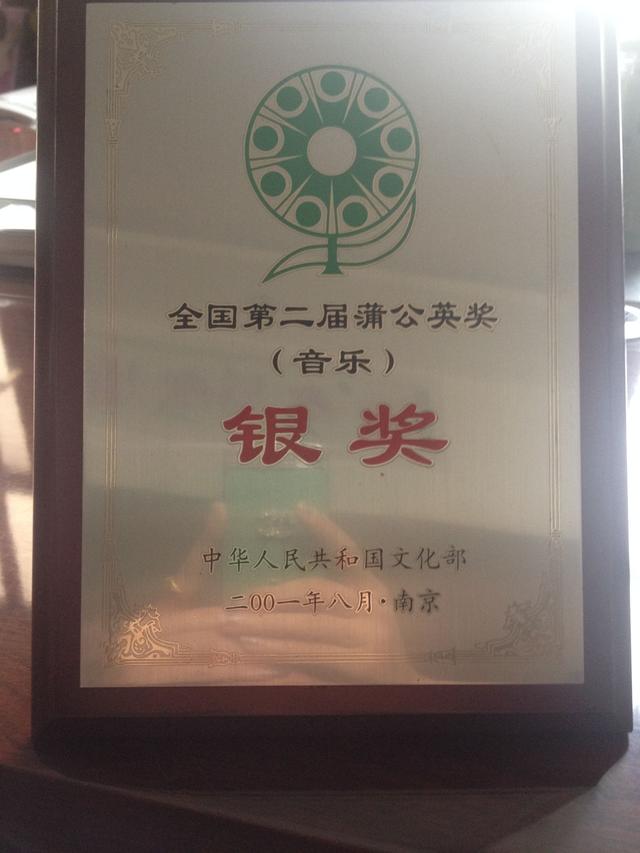 全国第二届蒲公英奖
（音乐）
银奖
中华人民共和国文化部
二00一年八月·南京